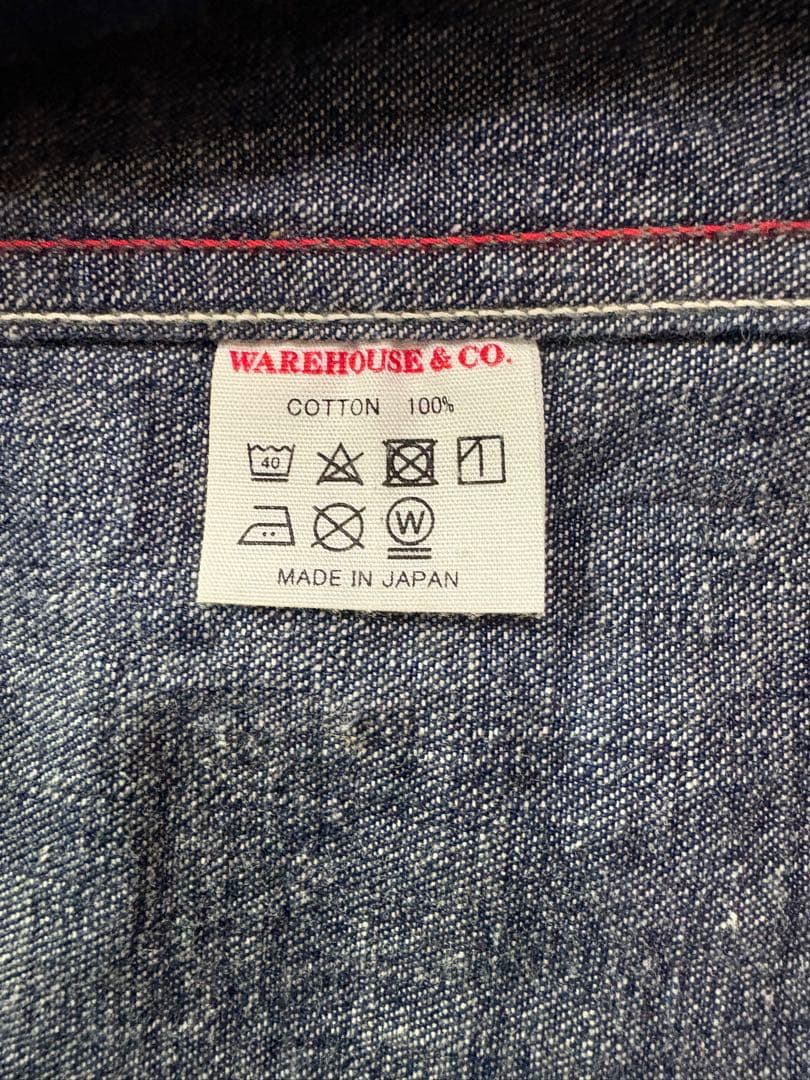 WAREHOUSE & CO.
COTTON 100%
40
W
MADE IN JAPAN